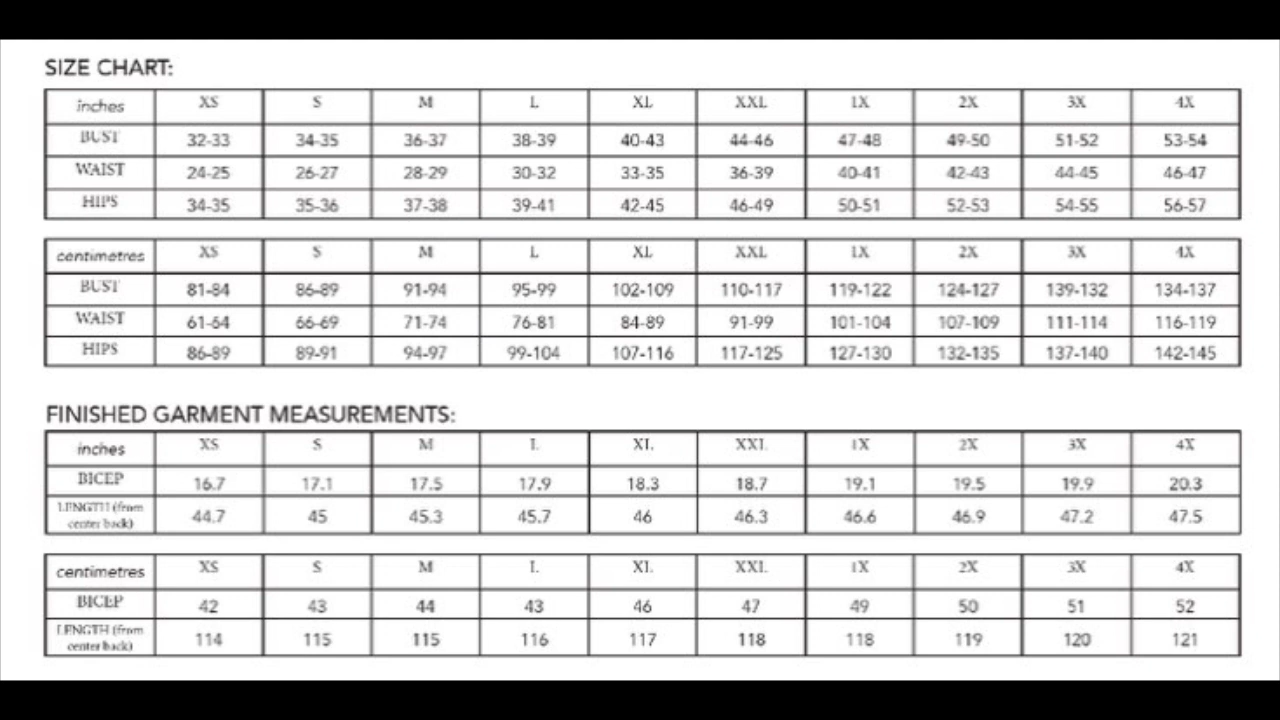 SIZE CHART:
inches XS S M L XL XXL 1X 2X 3X 4X
BUST 32-33 34-35 36-37 38-39 40-43 44-46 47-48 49-50 51-52 53-54
WAIST 24-25 26-27 28-29 30-32 33-35 36-39 40-41 42-43 44-45 46-47
HIPS 34-35 35-36 37-38 39-41 42-45 46-49 50-51 52-53 54-55 56-57
centimetres XS S M L XL XXL 1X 2X 3X 4X
BUST 81-84 86-89 91-94 95-99 102-109 110-117 119-122 124-127 139-132 134-137
WAIST 61-64 66-69 71-74 76-81 84-89 91-99 101-104 107-109 111-114 116-119
HIPS 86-89 89-91 94-97 99-104 107-116 117-125 127-130 132-135 137-140 142-145
FINISHED GARMENT MEASUREMENTS:
inches XS S M L XL XXL 1X 2X 3X 4X
BICEP 16.7 17.1 17.5 17.9 18.3 18.7 19.1 19.5 19.9 20.3
LENGTH (from
center back) 44.7 45 45.3 45.7 46 46.3 46.6 46.9 47.2 47.5
centimetres XS S M L XL XXL 1X 2X 3X 4X
BICEP 42 43 44 43 46 47 49 50 51 52
LENGTH (from
center back) 114 115 115 116 117 118 118 119 120 121